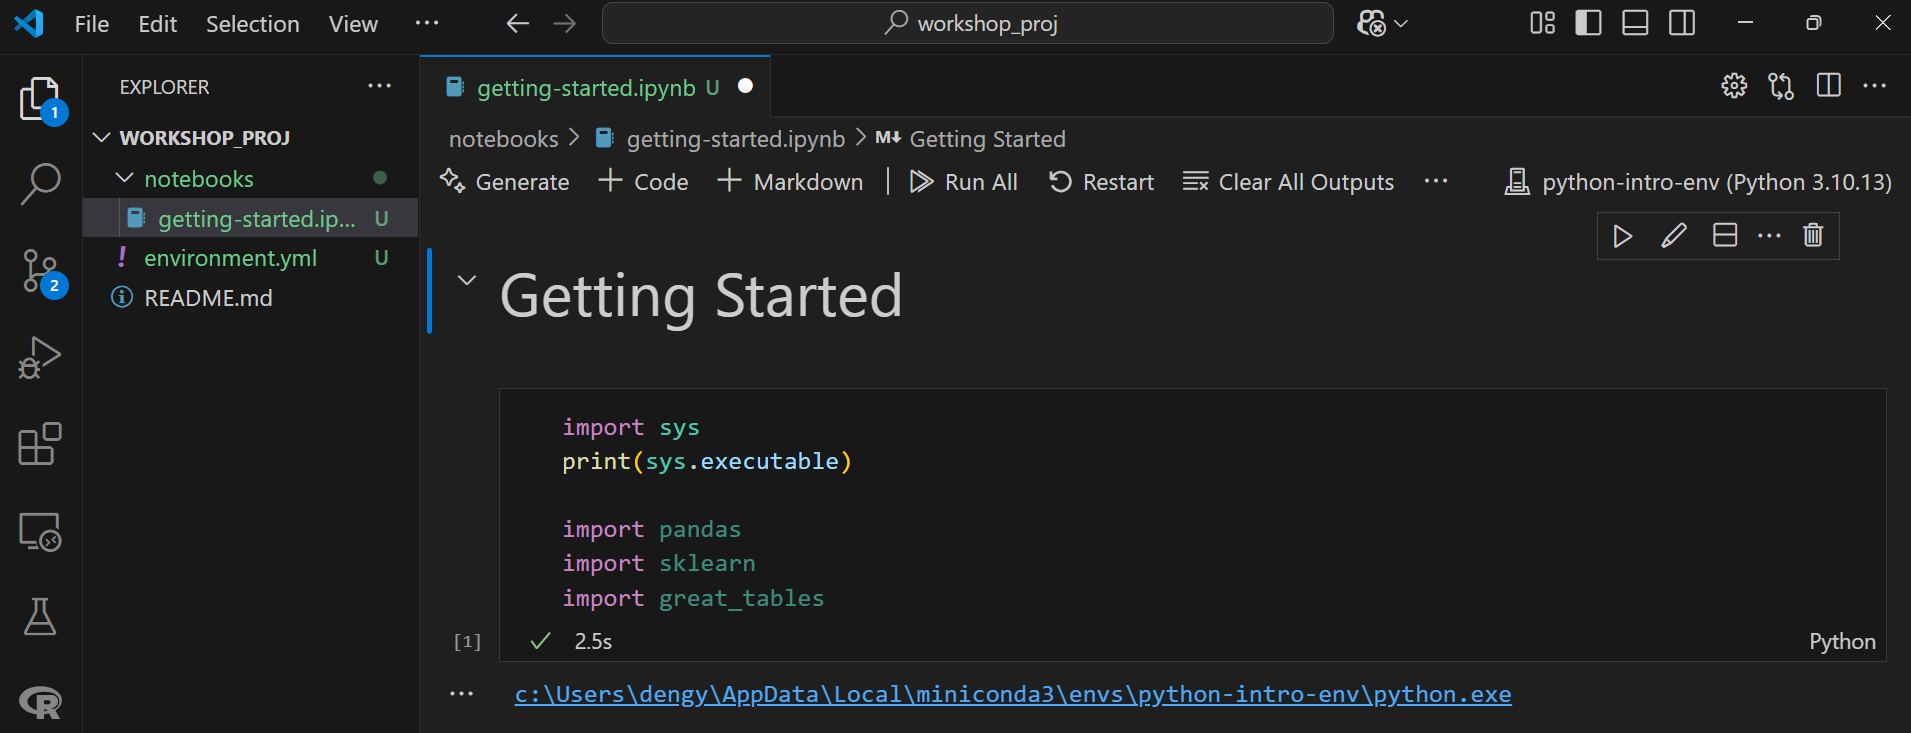 File Edit Selection View ··· workshop_proj
EXPLORER ···
getting-started.ipynb U
WORKSHOP_PROJ
notebooks
getting-started.ip... U
environment.yml U
README.md
1
2
notebooks > getting-started.ipynb > M↓ Getting Started
Generate + Code + Markdown | Run All Restart Clear All Outputs ··· python-intro-env (Python 3.10.13)
Getting Started
import sys
print(sys.executable)
import pandas
import sklearn
import great_tables
[1] ✓ 2.5s Python
c:\Users\dengy\AppData\Local\miniconda3\envs\python-intro-env\python.exe
R